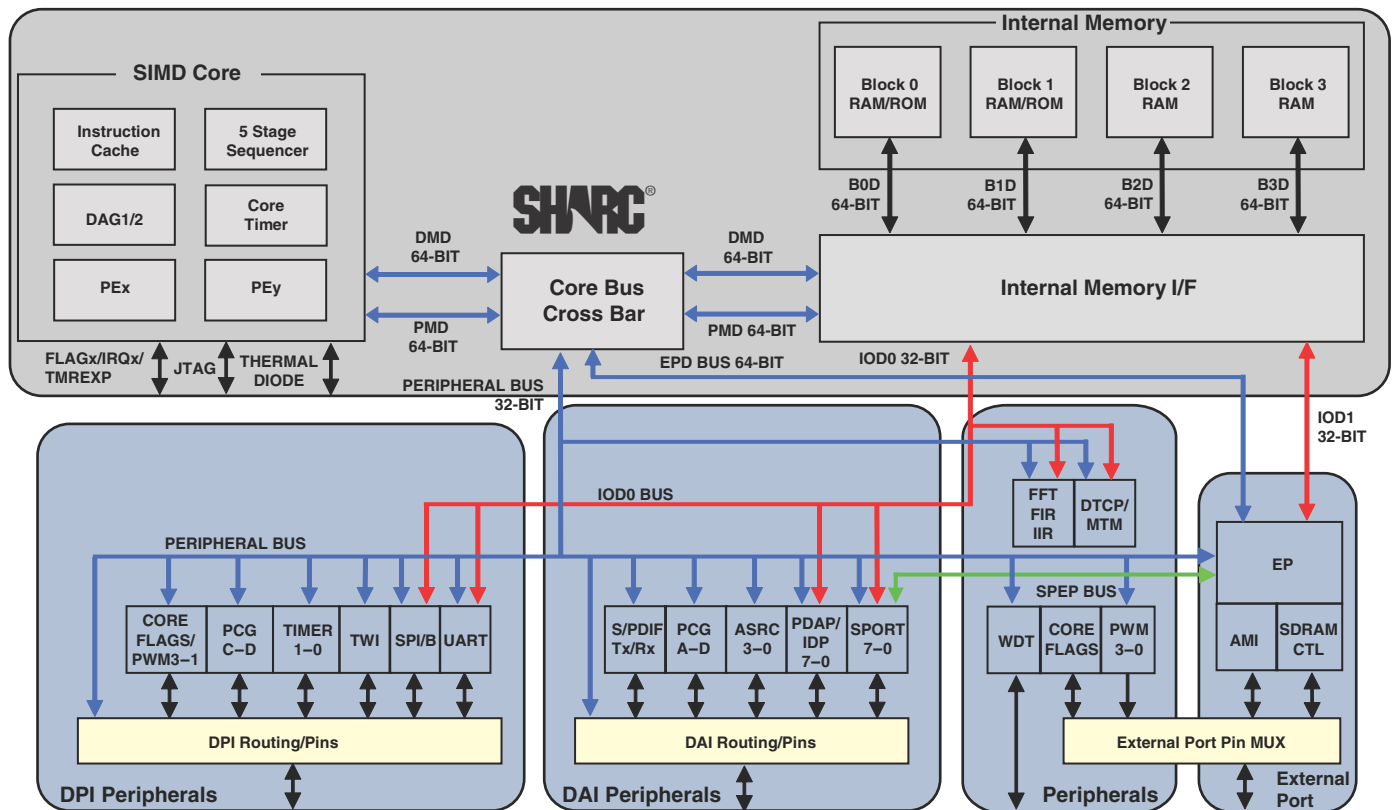 Internal Memory
SIMD Core
Block 0
RAM/ROM
Block 1
RAM/ROM
Block 2
RAM
Block 3
RAM
Instruction
Cache
5 Stage
Sequencer
DAG1/2
Core
Timer
PEx
PEy
B0D
64-BIT
B1D
64-BIT
B2D
64-BIT
B3D
64-BIT
SHARC®
DMD
64-BIT
DMD
64-BIT
Core Bus
Cross Bar
Internal Memory I/F
PMD
64-BIT
PMD 64-BIT
FLAGx/IRQx/
TMREXP
JTAG
THERMAL
DIODE
EPD BUS 64-BIT
IOD0 32-BIT
PERIPHERAL BUS
32-BIT
IOD1
32-BIT
IOD0 BUS
FFT
FIR
IIR
DTCP/
MTM
PERIPHERAL BUS
EP
SPEP BUS
CORE
FLAGS/
PWM3–1
PCG
C–D
TIMER
1–0
TWI
SPI/B
UART
S/PDIF
Tx/Rx
PCG
A–D
ASRC
3–0
PDAP/
IDP
7–0
SPORT
7–0
WDT
CORE
FLAGS
PWM
3–0
AMI
SDRAM
CTL
DPI Routing/Pins
DAI Routing/Pins
External Port Pin MUX
DPI Peripherals
DAI Peripherals
Peripherals
External
Port